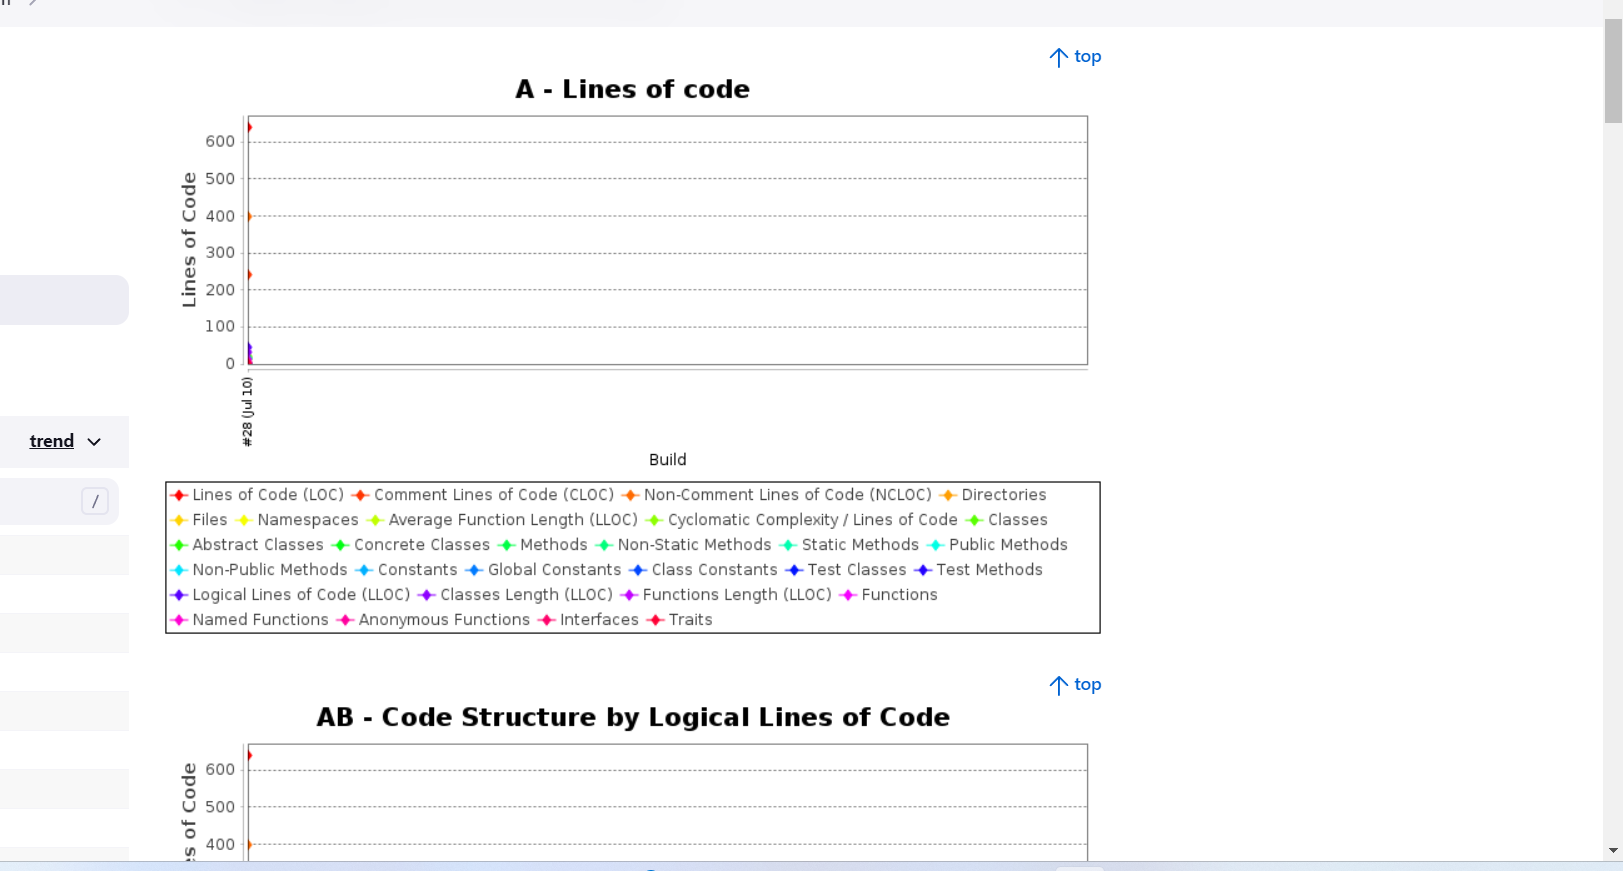 top
A - Lines of code
Lines of Code
600
500
400
300
200
100
0
#28 (Jul 10)
Build
Lines of Code (LOC) Comment Lines of Code (CLOC) Non-Comment Lines of Code (NCLOC) Directories
Files Namespaces Average Function Length (LLOC) Cyclomatic Complexity / Lines of Code Classes
Abstract Classes Concrete Classes Methods Non-Static Methods Static Methods Public Methods
Non-Public Methods Constants Global Constants Class Constants Test Classes Test Methods
Logical Lines of Code (LLOC) Classes Length (LLOC) Functions Length (LLOC) Functions
Named Functions Anonymous Functions Interfaces Traits
trend
/
top
AB - Code Structure by Logical Lines of Code
es of Code
600
500
400